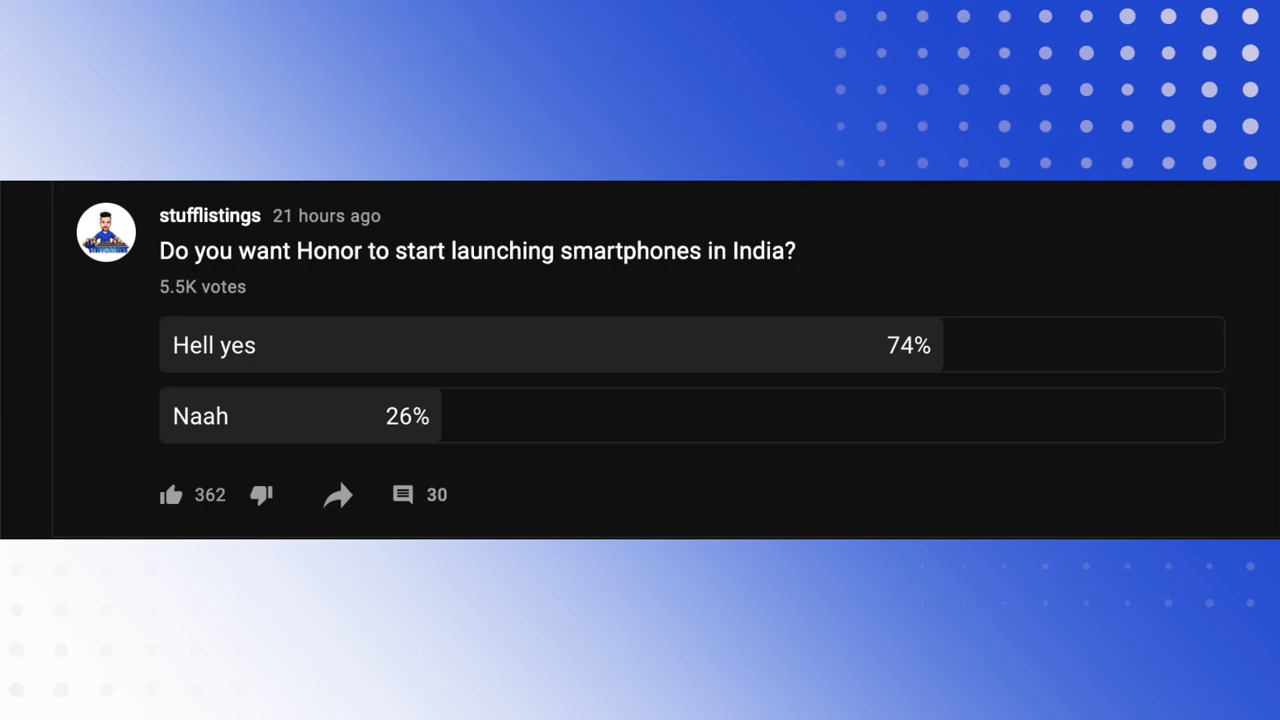 stufflistings 21 hours ago
Do you want Honor to start launching smartphones in India?
5.5K votes
Hell yes 74%
Naah 26%
362 30